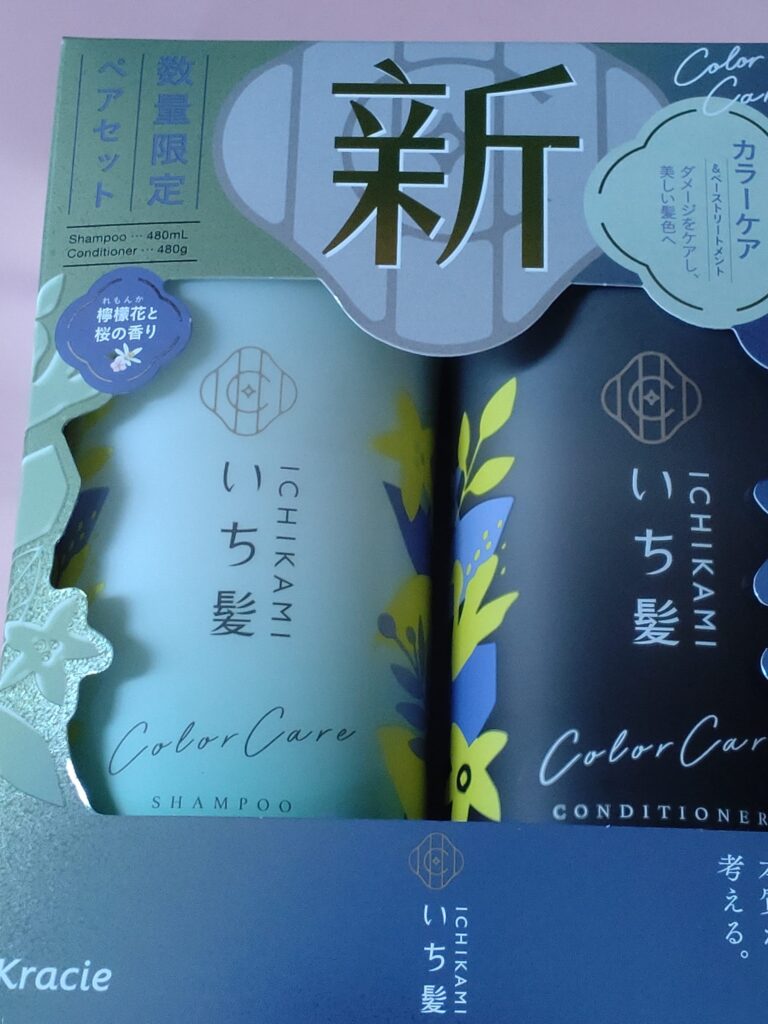 数量限定
ペアセット
Shampoo ··· 480mL
Conditioner ··· 480g
新
Color
Car
カラーケア
&ベーストリートメント
ダメージをケアし、
美しい髪色へ
れもんか
檸檬花と
桜の香り
いち髪
ICHIKAMI
Color Care
SHAMPOO
いち髪
ICHIKAMI
Color Car
CONDITIONER
いち髪
ICHIKAMI
考える。
Kracie